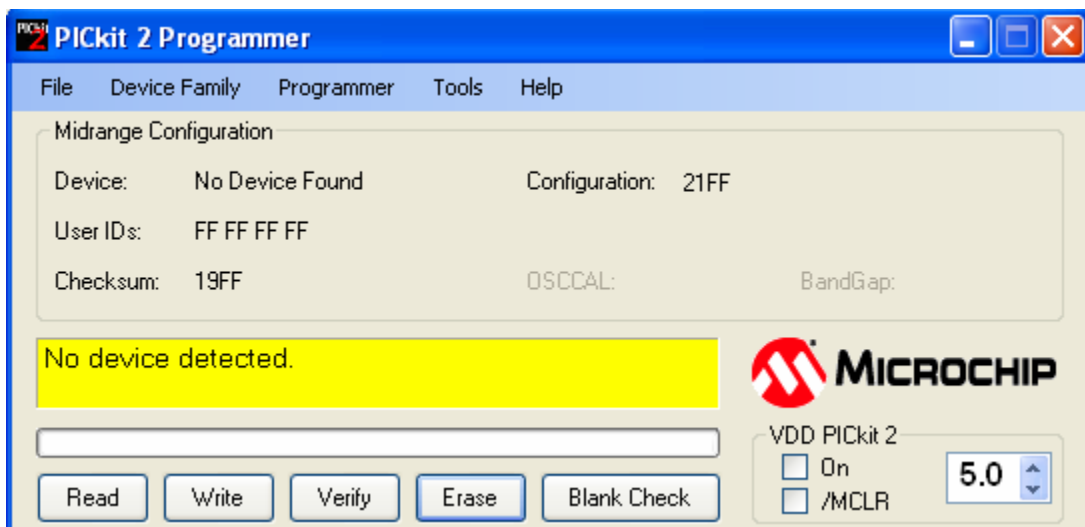 PICkit 2 Programmer
File Device Family Programmer Tools Help
Midrange Configuration
Device: No Device Found Configuration: 21FF
User IDs: FF FF FF FF
Checksum: 19FF OSCCAL: BandGap:
No device detected.
MICROCHIP
VDD PICkit 2
On 5.0
/MCLR
Read Write Verify Erase Blank Check